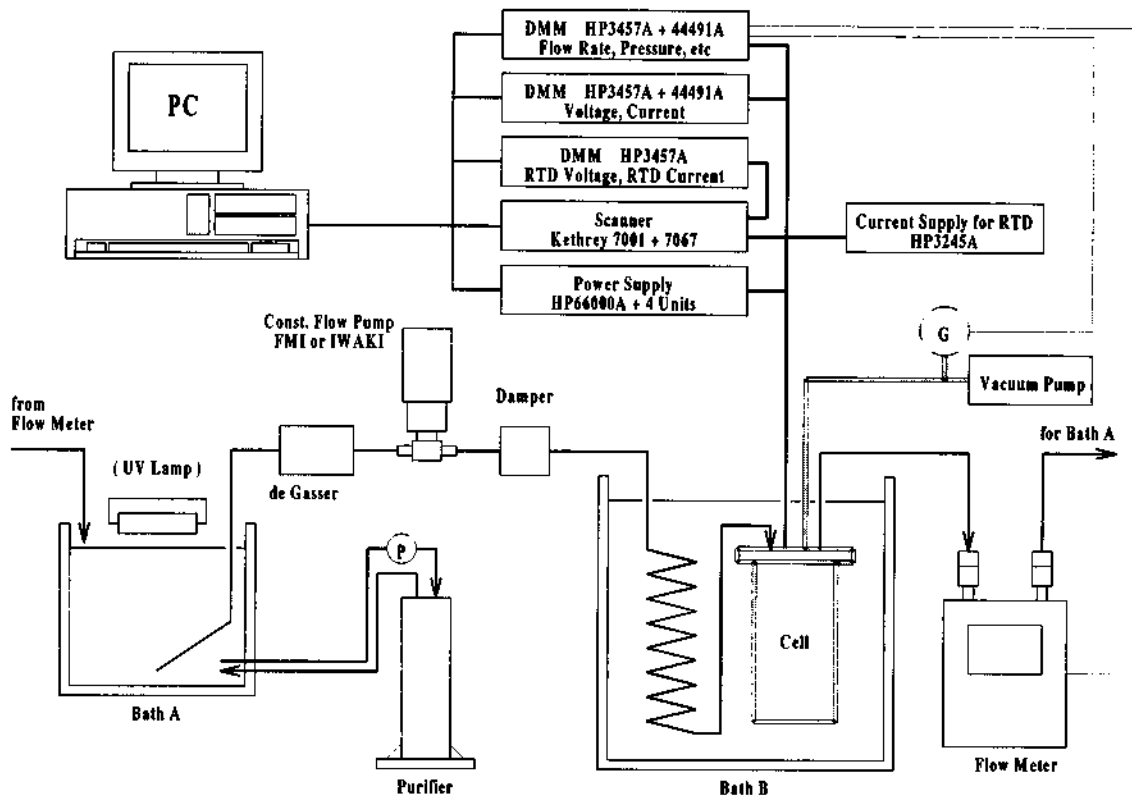 DMM HP3457A + 44491A
Flow Rate, Pressure, etc
PC
DMM HP3457A + 44491A
Voltage, Current
DMM HP3457A
RTD Voltage, RTD Current
Scanner
Kethrey 7001 + 7067
Current Supply for RTD
HP3245A
Power Supply
HP66000A + 4 Units
Const. Flow Pump
FMI or IWAKI
G
Vacuum Pump
from
Flow Meter
Damper
for Bath A
( UV Lamp )
de Gasser
P
Cell
Bath A
Purifier
Bath B
Flow Meter